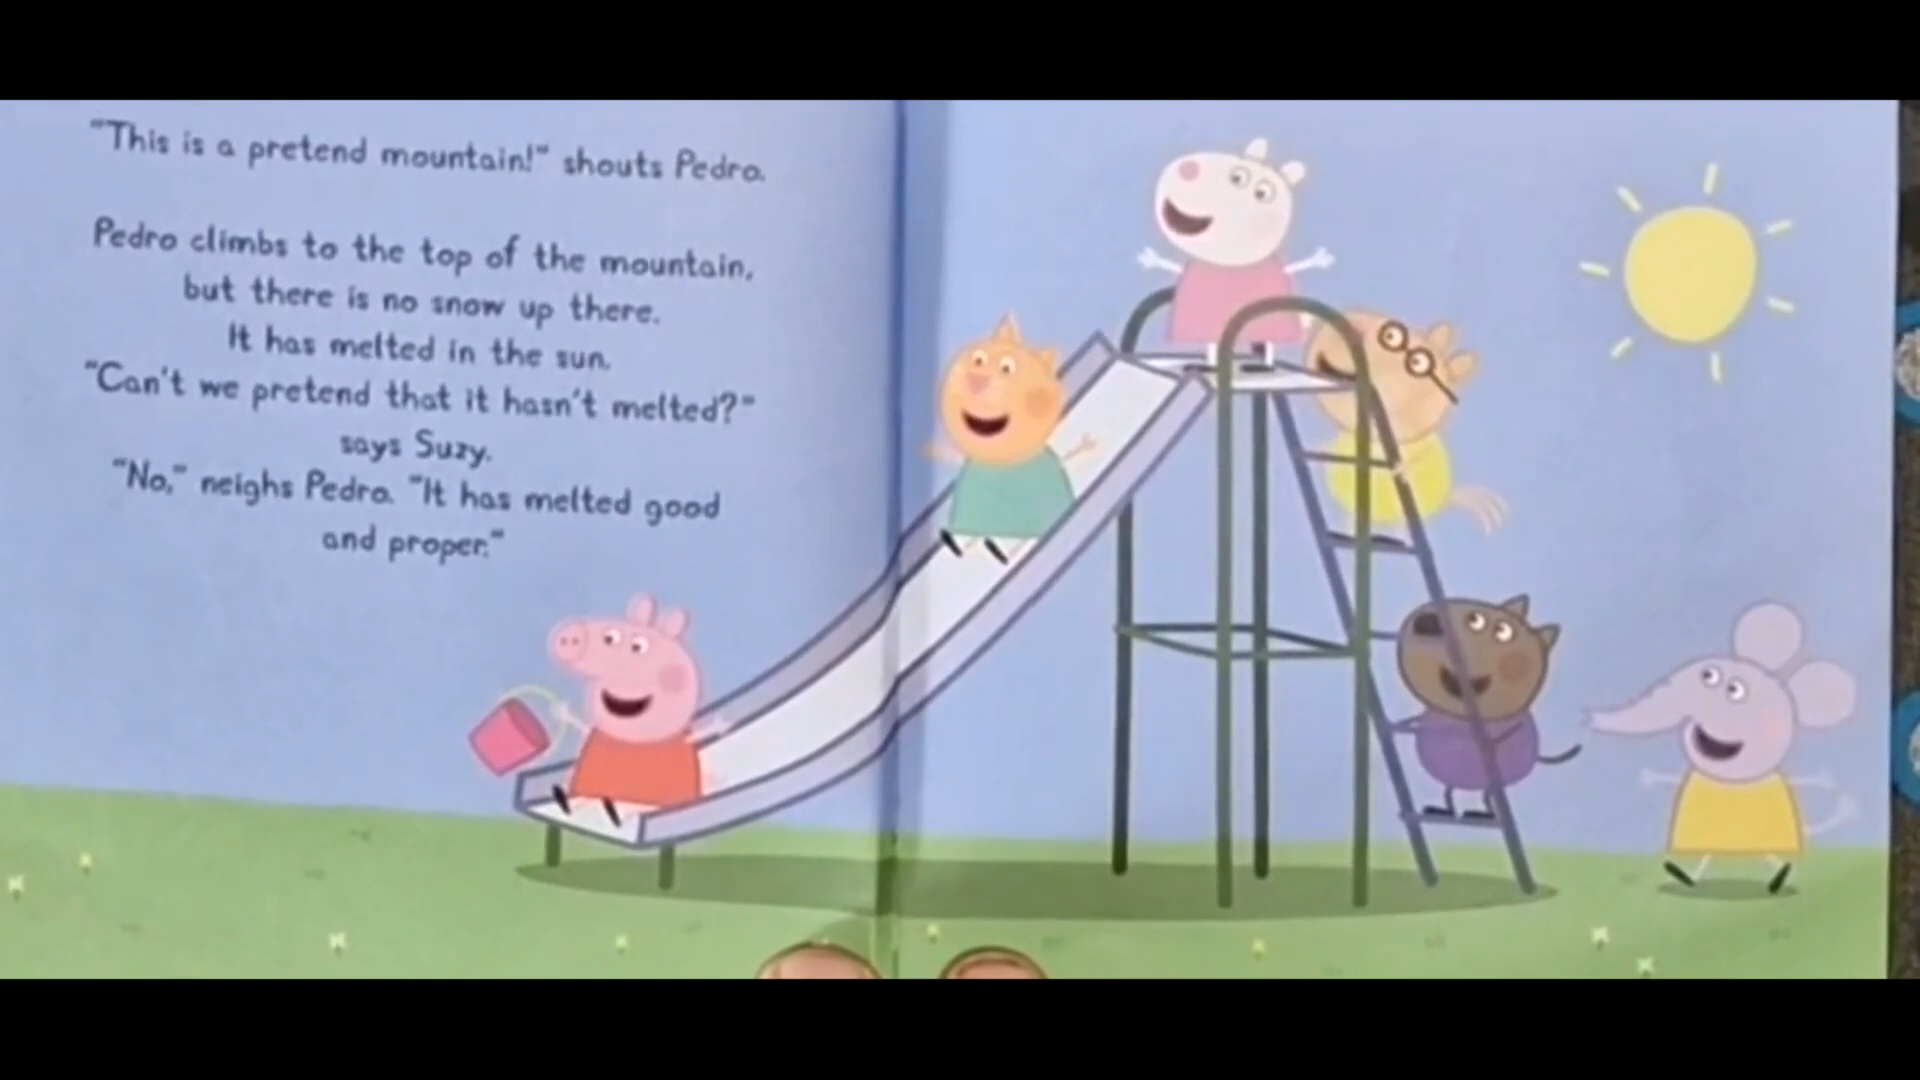 "This is a pretend mountain!" shouts Pedro.
Pedro climbs to the top of the mountain,
but there is no snow up there.
It has melted in the sun.
"Can't we pretend that it hasn't melted?"
says Suzy.
"No," neighs Pedro. "It has melted good
and proper."